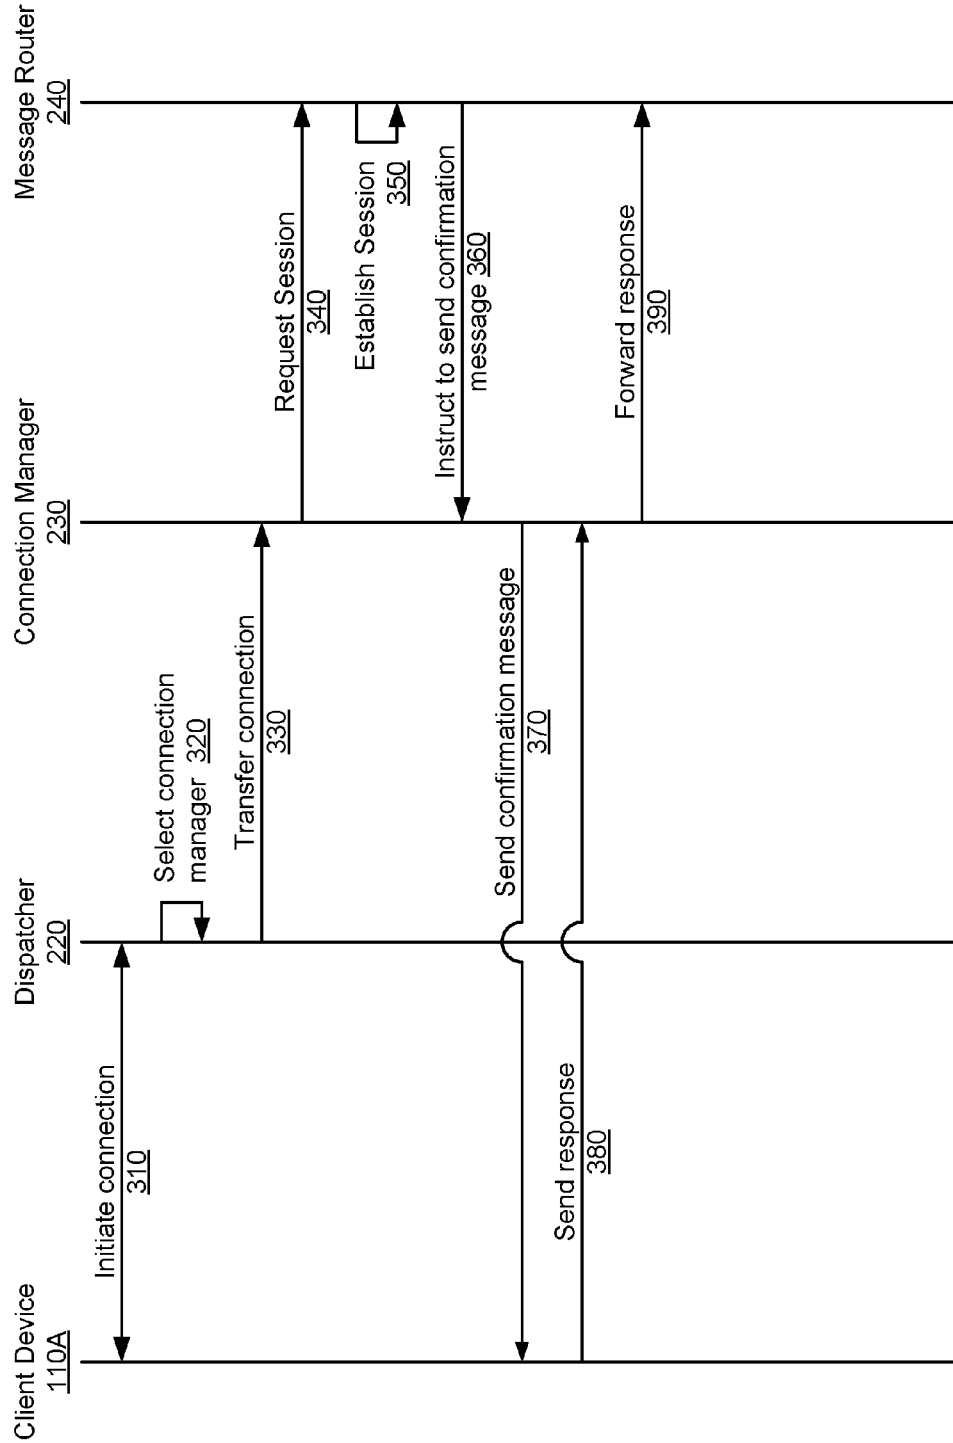 Client Device
110A
Dispatcher
220
Connection Manager
230
Message Router
240
Initiate connection
310
Select connection
manager 320
Transfer connection
330
Request Session
340
Establish Session
350
Instruct to send confirmation
message 360
Send confirmation message
370
Send response
380
Forward response
390